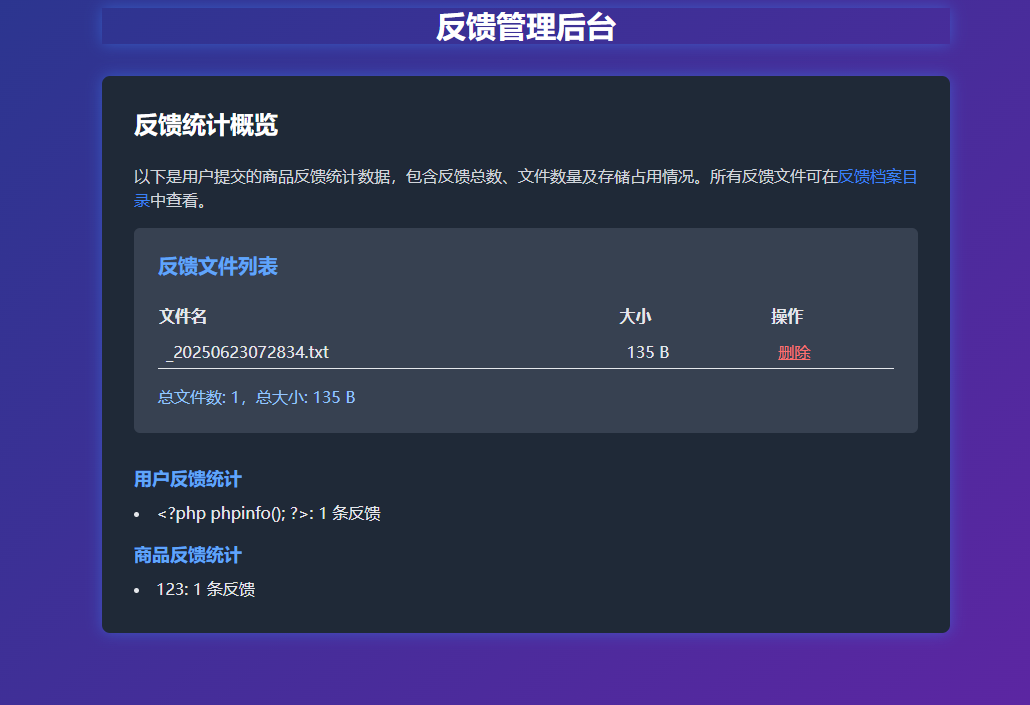 反馈管理后台
反馈统计概览
以下是用户提交的商品反馈统计数据，包含反馈总数、文件数量及存储占用情况。所有反馈文件可在反馈档案目
录中查看。
反馈文件列表
文件名 大小 操作
_20250623072834.txt 135 B 删除
总文件数: 1，总大小: 135 B
用户反馈统计
• <?php phpinfo(); ?>: 1 条反馈
商品反馈统计
• 123: 1 条反馈